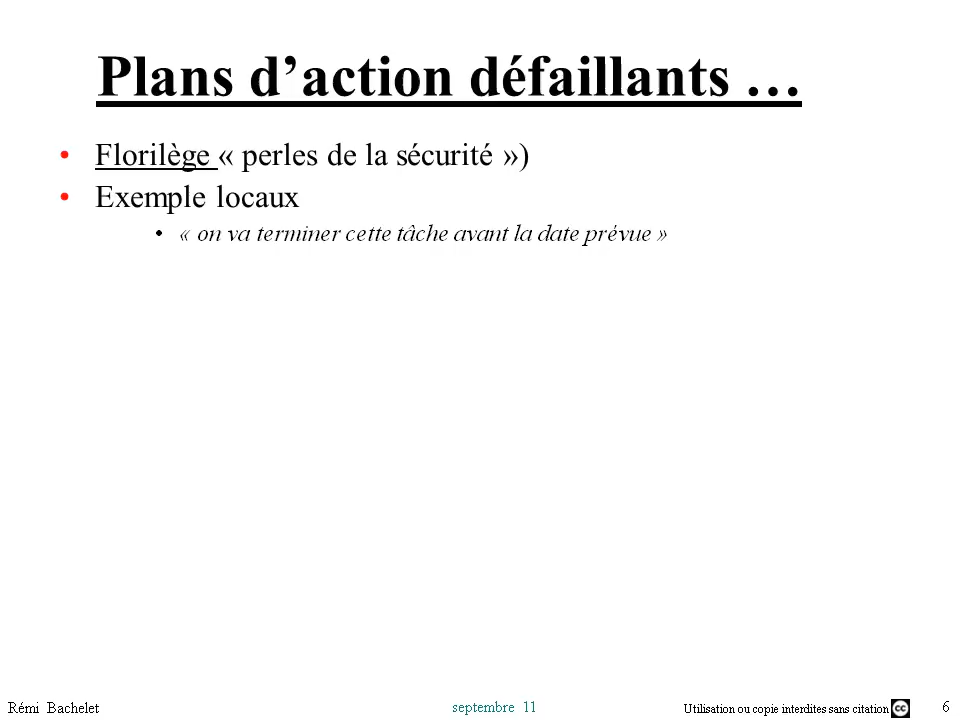 Plans d’action défaillants …
• Florilège « perles de la sécurité »)
• Exemple locaux
• « on va terminer cette tâche avant la date prévue »
Rémi Bachelet
septembre 11
Utilisation ou copie interdites sans citation
cc
6